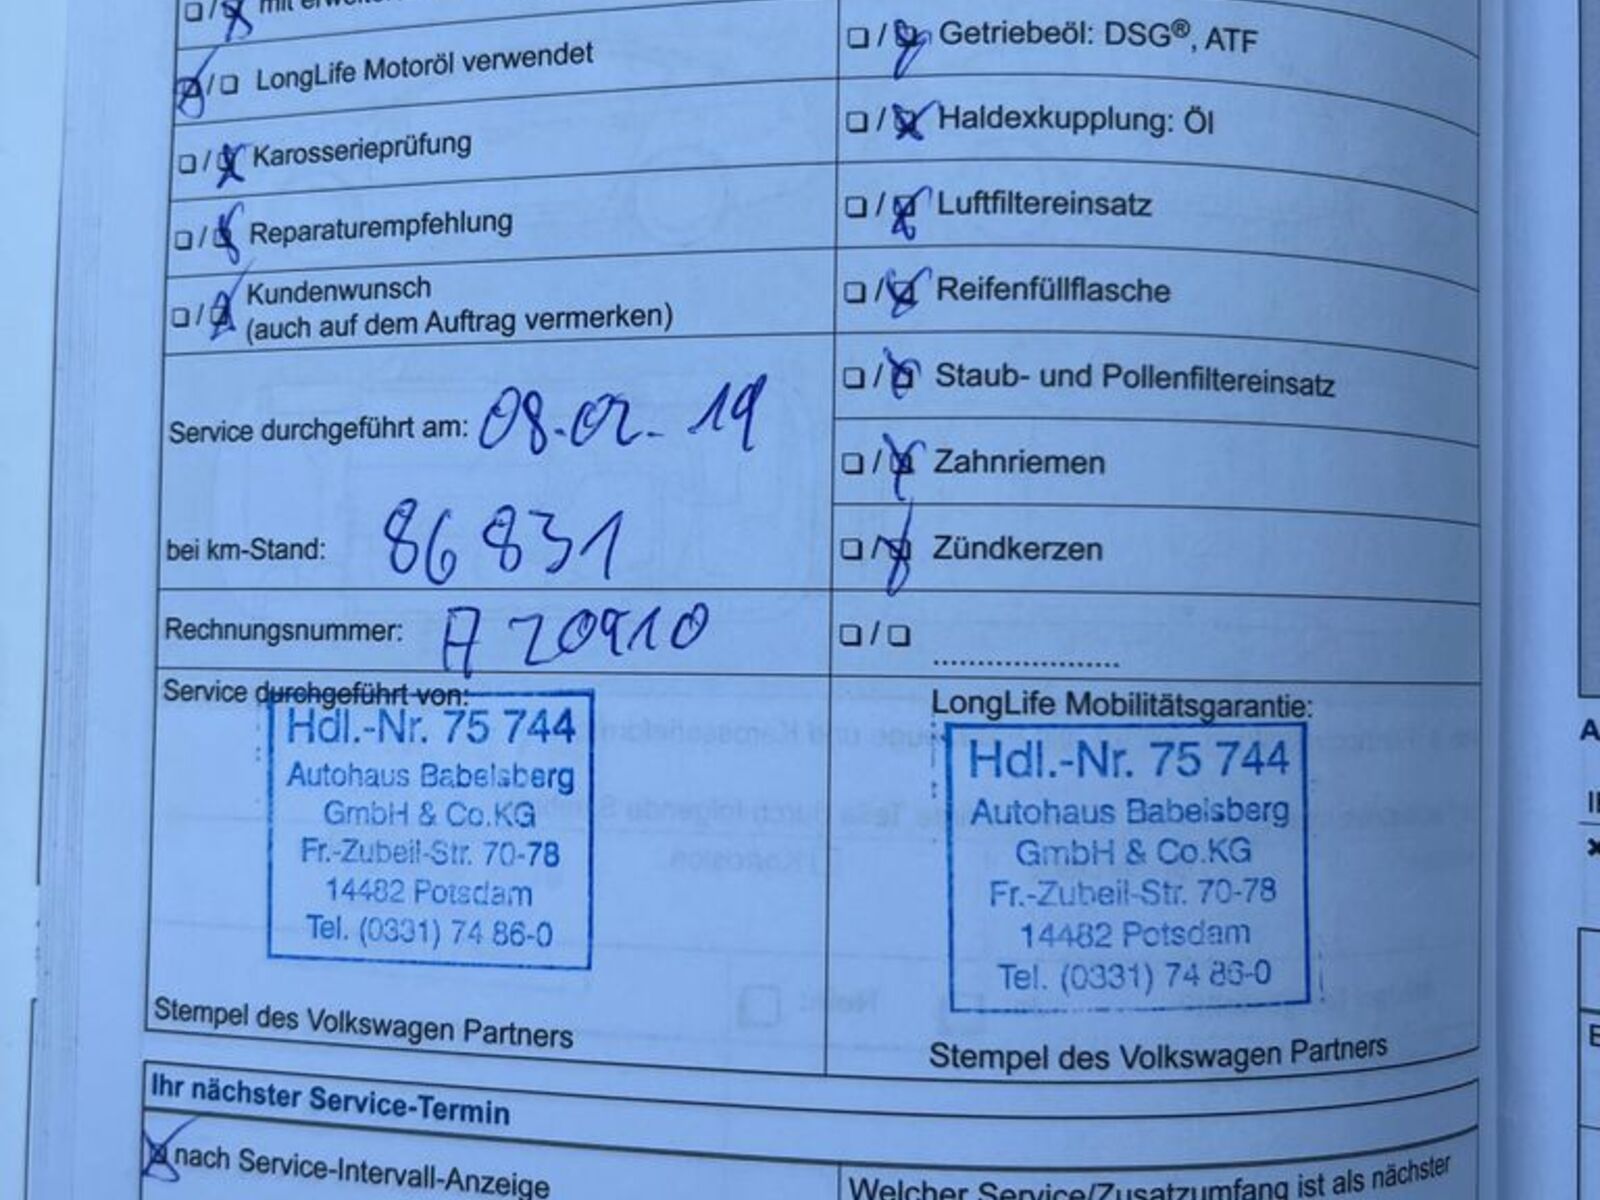 mit
LongLife Motoröl verwendet
Karosserieprüfung
Reparaturempfehlung
Kundenwunsch
(auch auf dem Auftrag vermerken)
Service durchgeführt am: 08.02.19
bei km-Stand: 86 831
Rechnungsnummer: A 20910
Service durchgeführt von:
Hdl.-Nr. 75 744
Autohaus Babelsberg
GmbH & Co.KG
Fr.-Zubeil-Str. 70-78
14482 Potsdam
Tel. (0331) 74 86-0
Stempel des Volkswagen Partners
Getriebeöl: DSG®, ATF
Haldexkupplung: Öl
Luftfiltereinsatz
Reifenfüllflasche
Staub- und Pollenfiltereinsatz
Zahnriemen
Zündkerzen
....................
LongLife Mobilitätsgarantie:
Hdl.-Nr. 75 744
Autohaus Babelsberg
GmbH & Co.KG
Fr.-Zubeil-Str. 70-78
14482 Potsdam
Tel. (0331) 74 86-0
Stempel des Volkswagen Partners
Ihr nächster Service-Termin
nach Service-Intervall-Anzeige
Welcher Service/Zusatzumfang ist als nächster